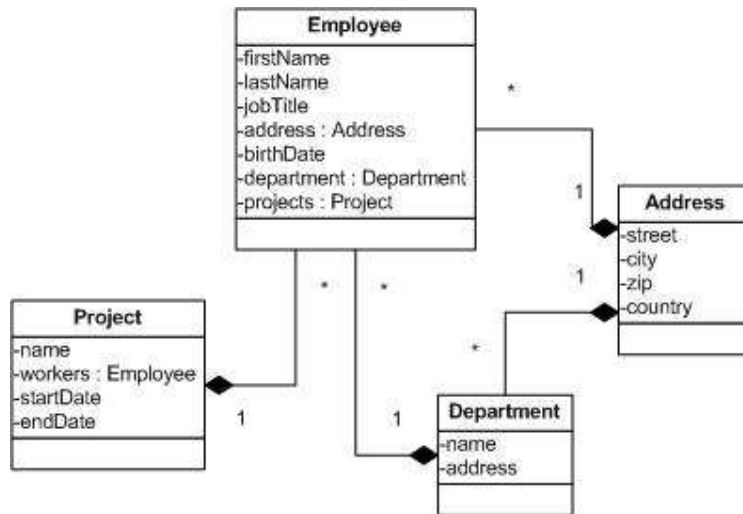 Employee
-firstName
-lastName
-jobTitle
-address : Address
-birthDate
-department : Department
-projects : Project
*
1
Address
-street
-city
-zip
-country
1
*
*
*
Project
-name
-workers : Employee
-startDate
-endDate
1
1
Department
-name
-address